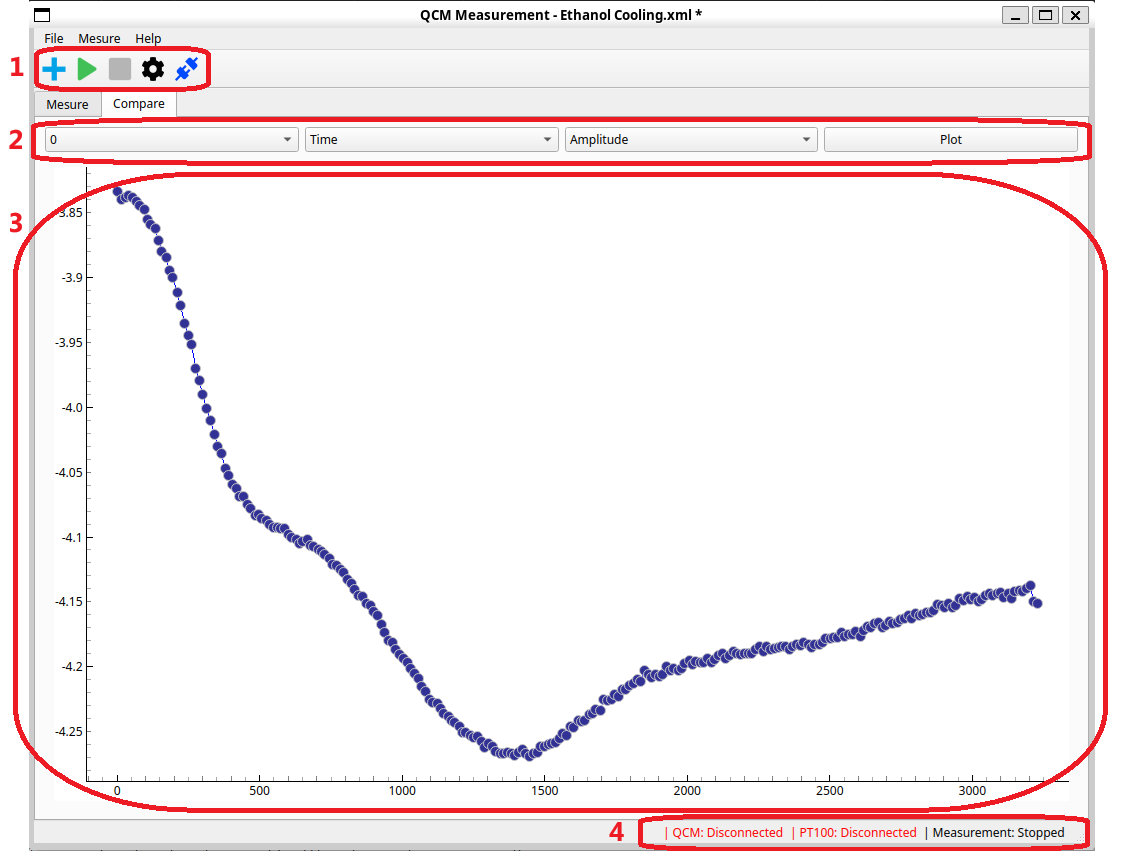 QCM Measurement - Ethanol Cooling.xml *
File Mesure Help
1
Mesure Compare
2
0 Time Amplitude Plot
3
3.85
-3.9
-3.95
-4.0
-4.05
-4.1
-4.15
-4.2
-4.25
0 500 1000 1500 2000 2500 3000
4
| QCM: Disconnected | PT100: Disconnected | Measurement: Stopped